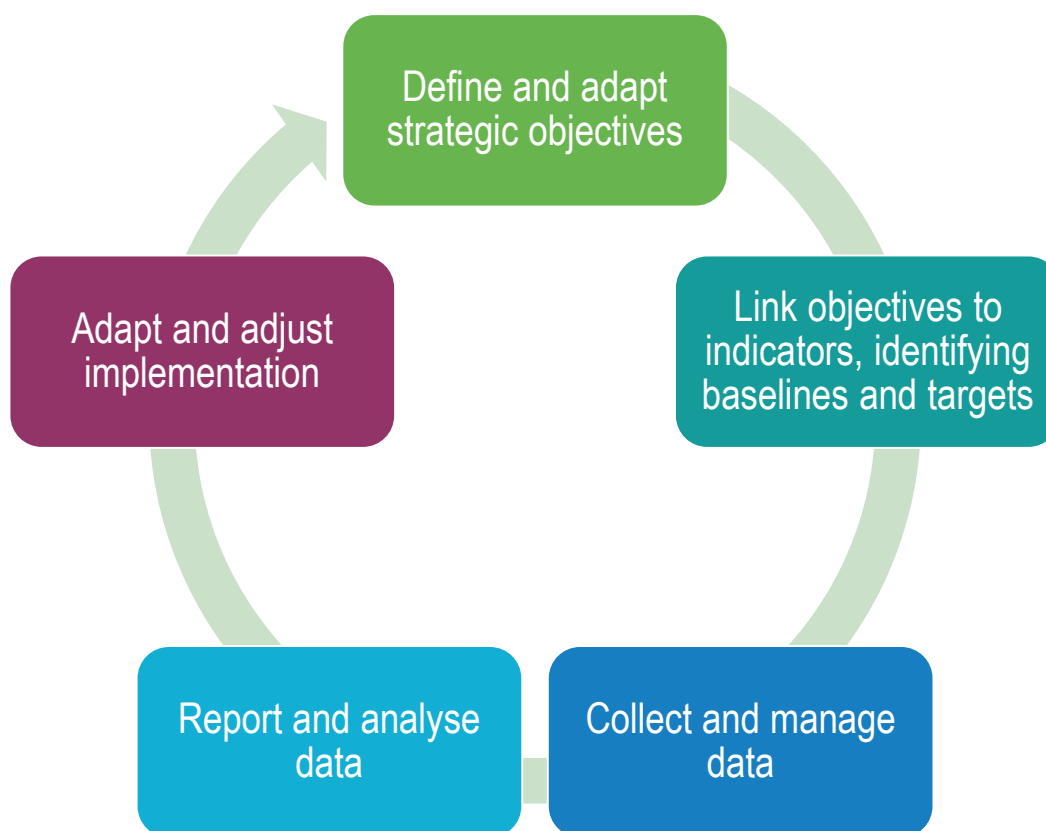 Define and adapt
strategic objectives
Link objectives to
indicators, identifying
baselines and targets
Collect and manage
data
Report and analyse
data
Adapt and adjust
implementation